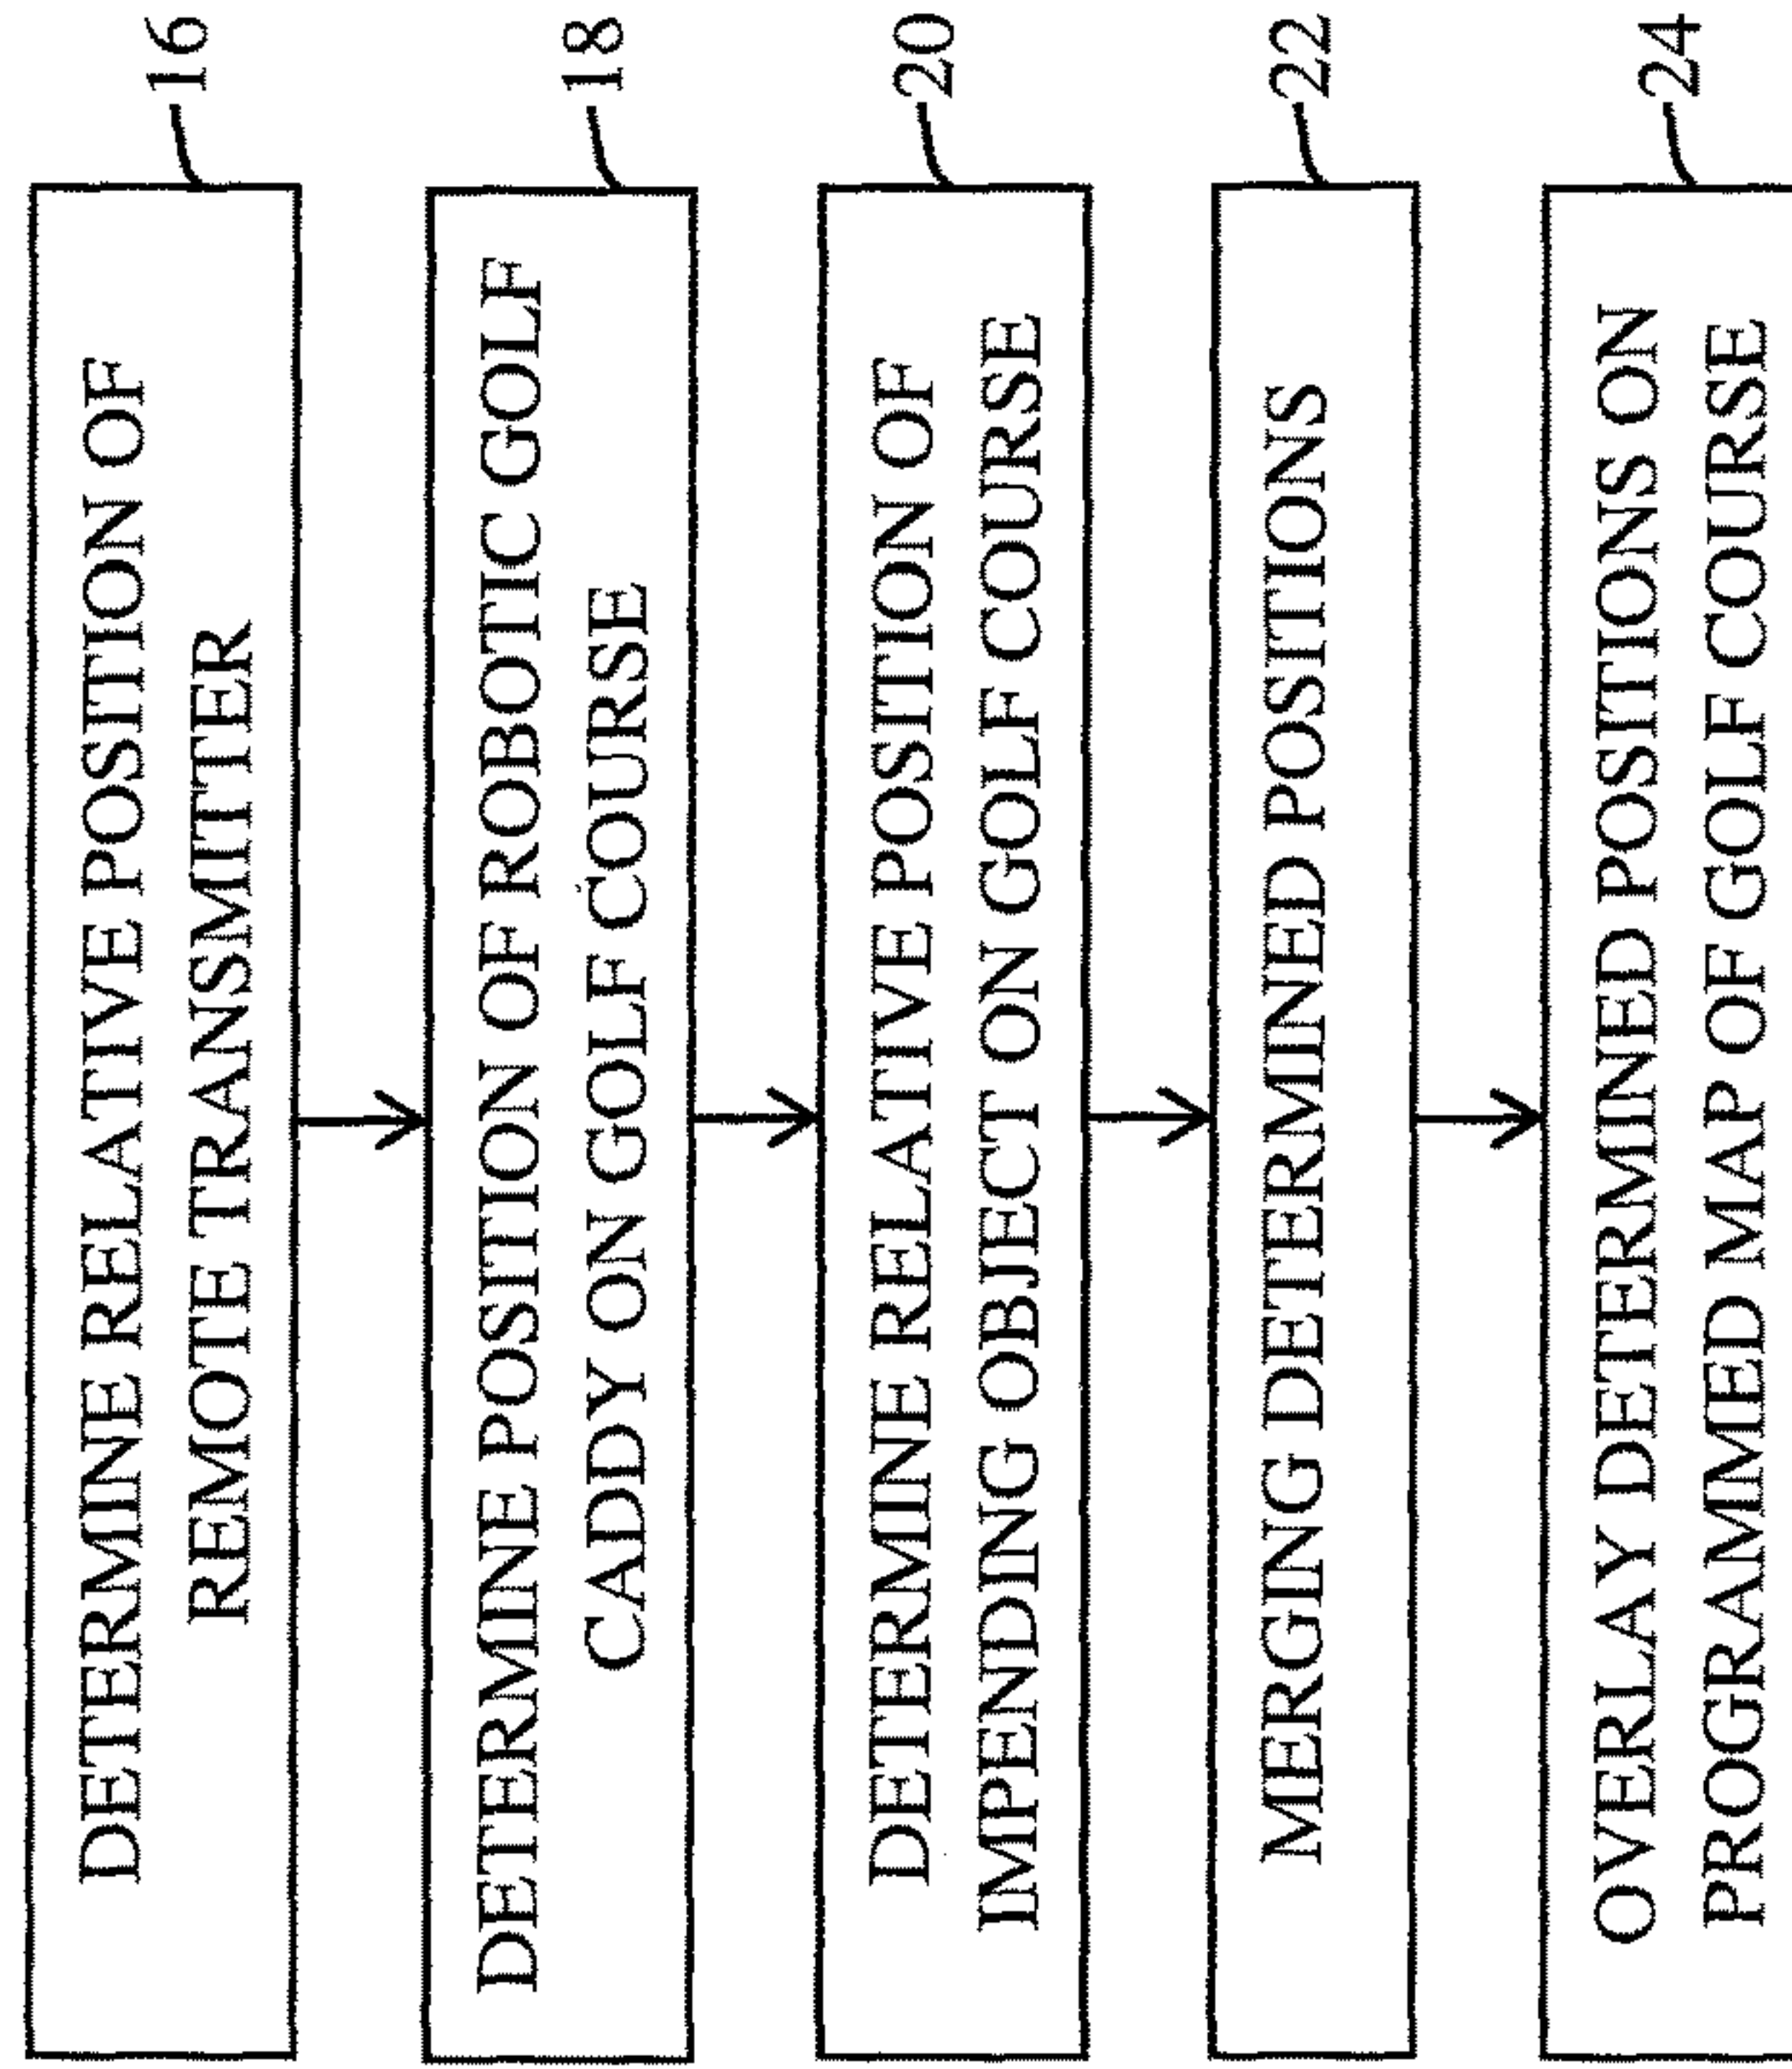 DETERMINE RELATIVE POSITION OF
REMOTE TRANSMITTER
16
DETERMINE POSITION OF ROBOTIC GOLF
CADDY ON GOLF COURSE
18
DETERMINE RELATIVE POSITION OF
IMPENDING OBJECT ON GOLF COURSE
20
MERGING DETERMINED POSITIONS
22
OVERLAY DETERMINED POSITIONS ON
PROGRAMMED MAP OF GOLF COURSE
24